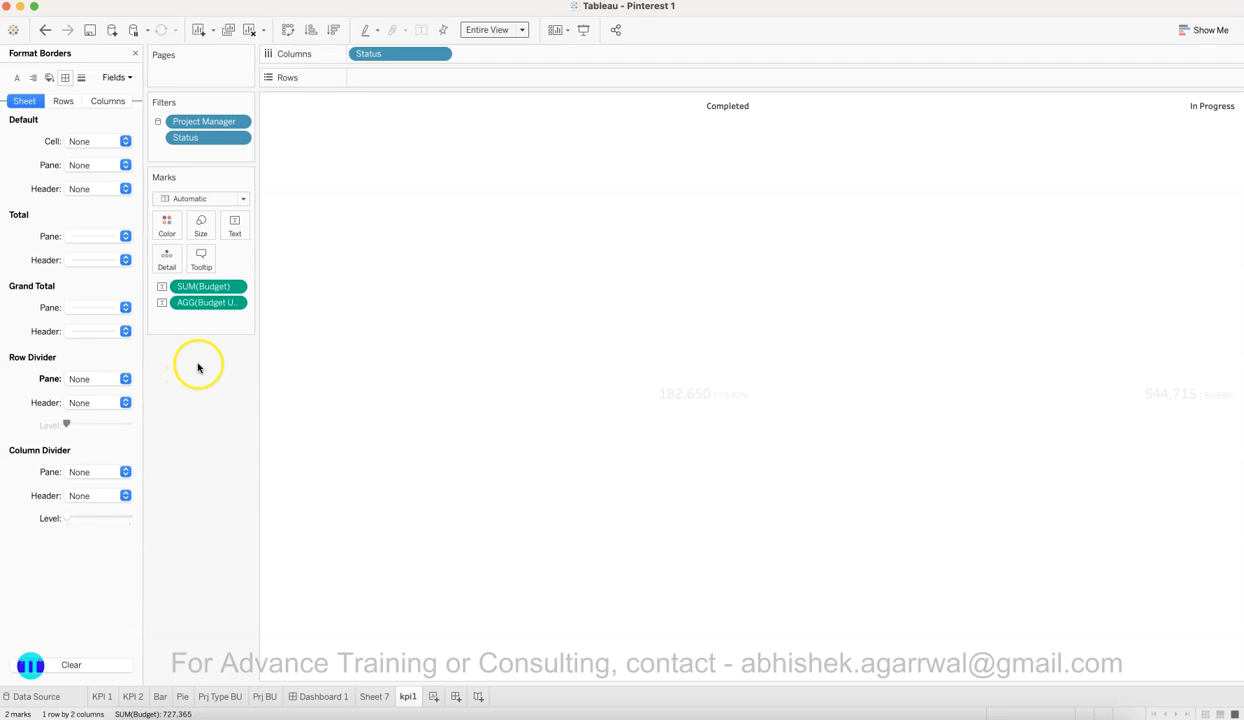 Tableau - Pinterest 1
Entire View
Show Me
Format Borders
Fields
Sheet
Rows
Columns
Default
Cell: None
Pane: None
Header: None
Total
Pane:
Header:
Grand Total
Pane:
Header:
Row Divider
Pane: None
Header: None
Level:
Column Divider
Pane: None
Header: None
Level:
Clear
Pages
Filters
Project Manager
Status
Marks
Automatic
Color
Size
Text
Detail
Tooltip
SUM(Budget)
AGG(Budget U..
Columns
Status
Rows
Completed
In Progress
182,650 | 75.42%
544,715 | 80.88%
For Advance Training or Consulting, contact - abhishek.agarrwal@gmail.com
Data Source
KPI 1
KPI 2
Bar
Pie
Prj Type BU
Prj BU
Dashboard 1
Sheet 7
kpi1
2 marks
1 row by 2 columns
SUM(Budget): 727,365